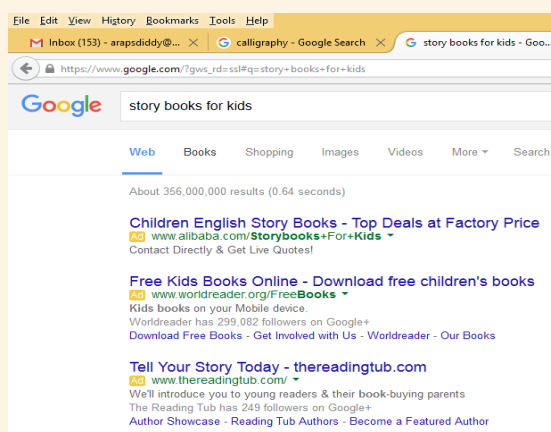 File Edit View History Bookmarks Tools Help
Inbox (153) - arapsdiddy@... × G calligraphy - Google Search × G story books for kids - Goo...
https://www.google.com/?gws_rd=ssl#q=story+books+for+kids
Google story books for kids
Web Books Shopping Images Videos More Search
About 356,000,000 results (0.64 seconds)
Children English Story Books - Top Deals at Factory Price
Ad www.alibaba.com/Storybooks+For+Kids
Contact Directly & Get Live Quotes!
Free Kids Books Online - Download free children's books
Ad www.worldreader.org/FreeBooks
Kids books on your Mobile device.
Worldreader has 299,082 followers on Google+
Download Free Books - Get Involved with Us - Worldreader - Our Books
Tell Your Story Today - thereadingtub.com
Ad www.thereadingtub.com/
We'll introduce you to young readers & their book-buying parents
The Reading Tub has 249 followers on Google+
Author Showcase - Reading Tub Authors - Become a Featured Author